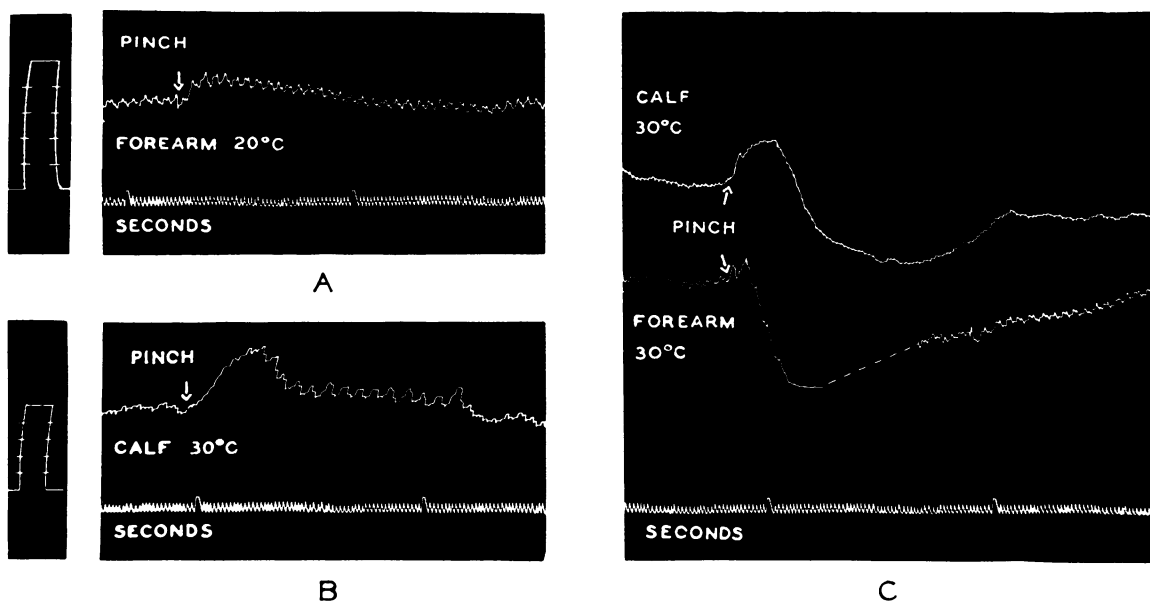 PINCH
FOREARM 20°C
SECONDS
A
PINCH
CALF 30°C
SECONDS
B
CALF
30°C
PINCH
FOREARM
30°C
SECONDS
C